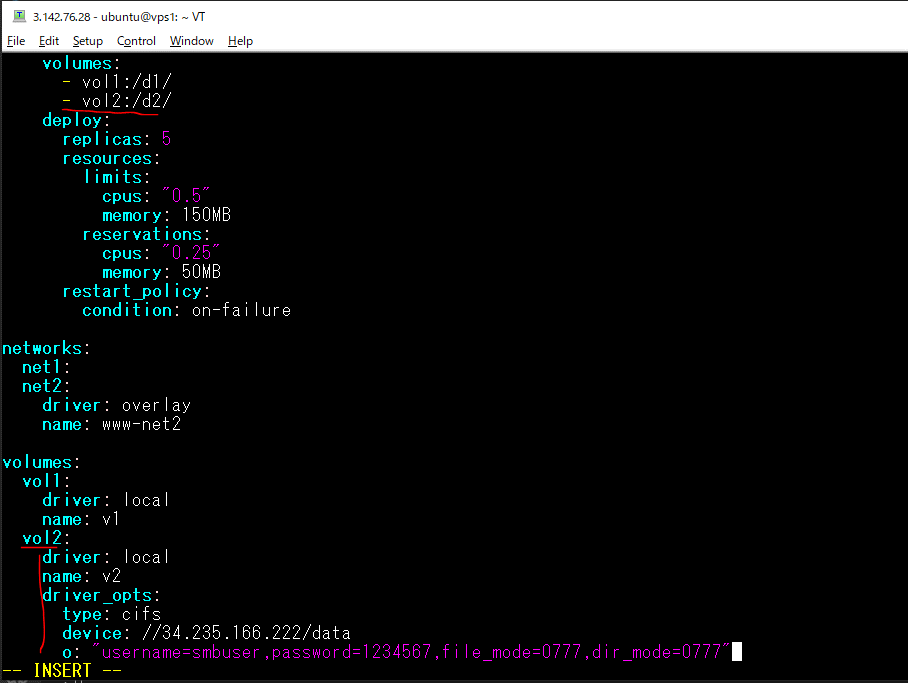 3.142.76.28 - ubuntu@vps1: ~ VT
File Edit Setup Control Window Help
volumes:
- vol1:/d1/
- vol2:/d2/
deploy:
replicas: 5
resources:
limits:
cpus: "0.5"
memory: 150MB
reservations:
cpus: "0.25"
memory: 50MB
restart_policy:
condition: on-failure
networks:
net1:
net2:
driver: overlay
name: www-net2
volumes:
vol1:
driver: local
name: v1
vol2:
driver: local
name: v2
driver_opts:
type: cifs
device: //34.235.166.222/data
o: "username=smbuser,password=1234567,file_mode=0777,dir_mode=0777"
-- INSERT --